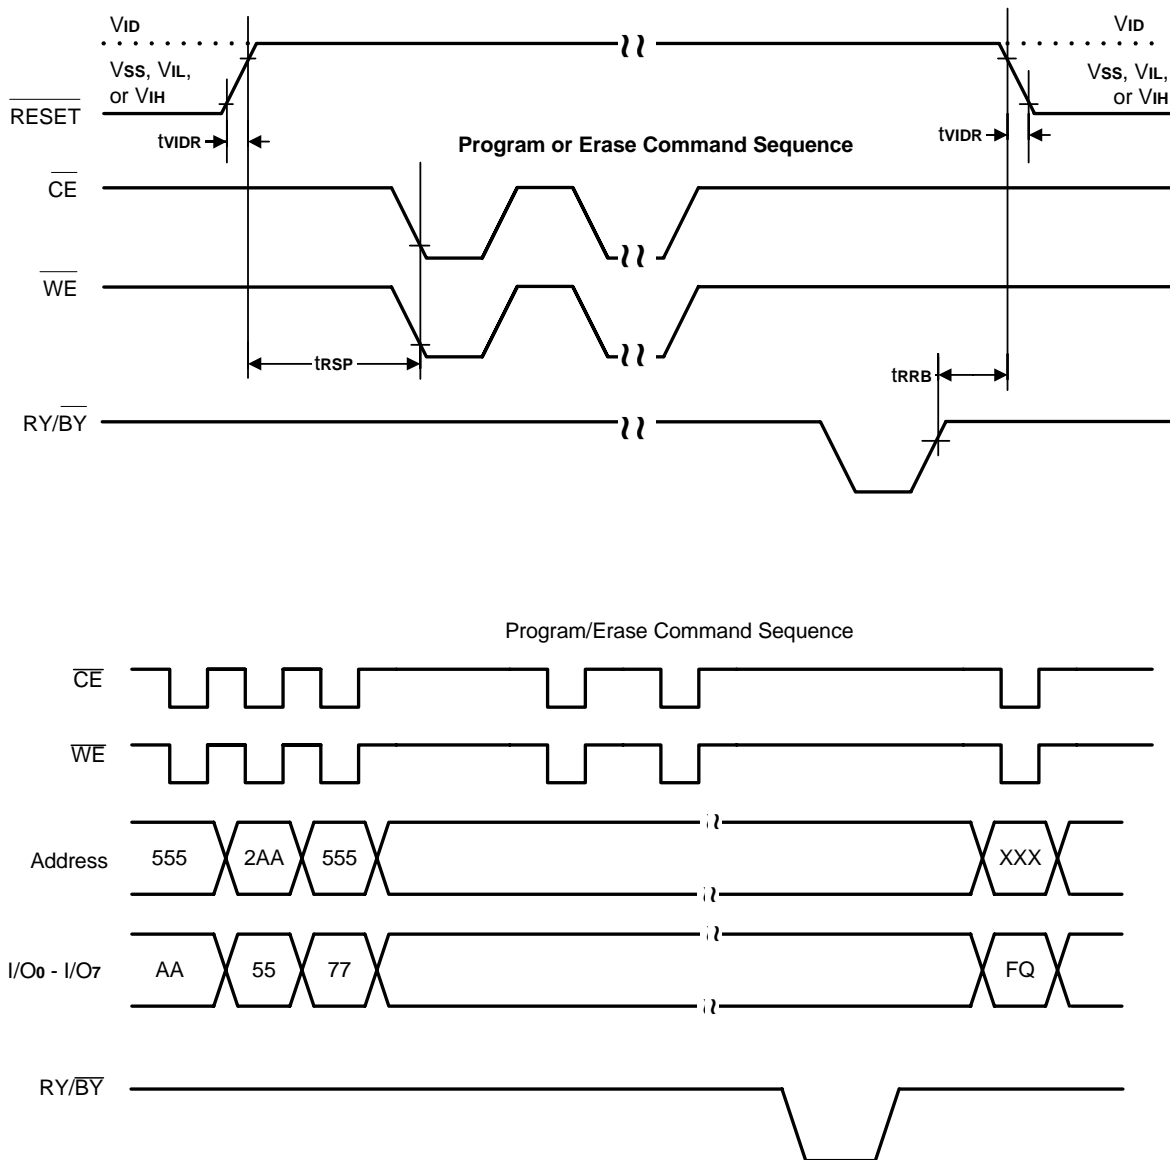 VID
VID
VSS, VIL,
or VIH
VSS, VIL,
or VIH
RESET
tVIDR
tVIDR
Program or Erase Command Sequence
CE
WE
tRSP
tRRB
RY/BY
Program/Erase Command Sequence
CE
WE
Address
555
2AA
555
XXX
I/O0 - I/O7
AA
55
77
FQ
RY/BY